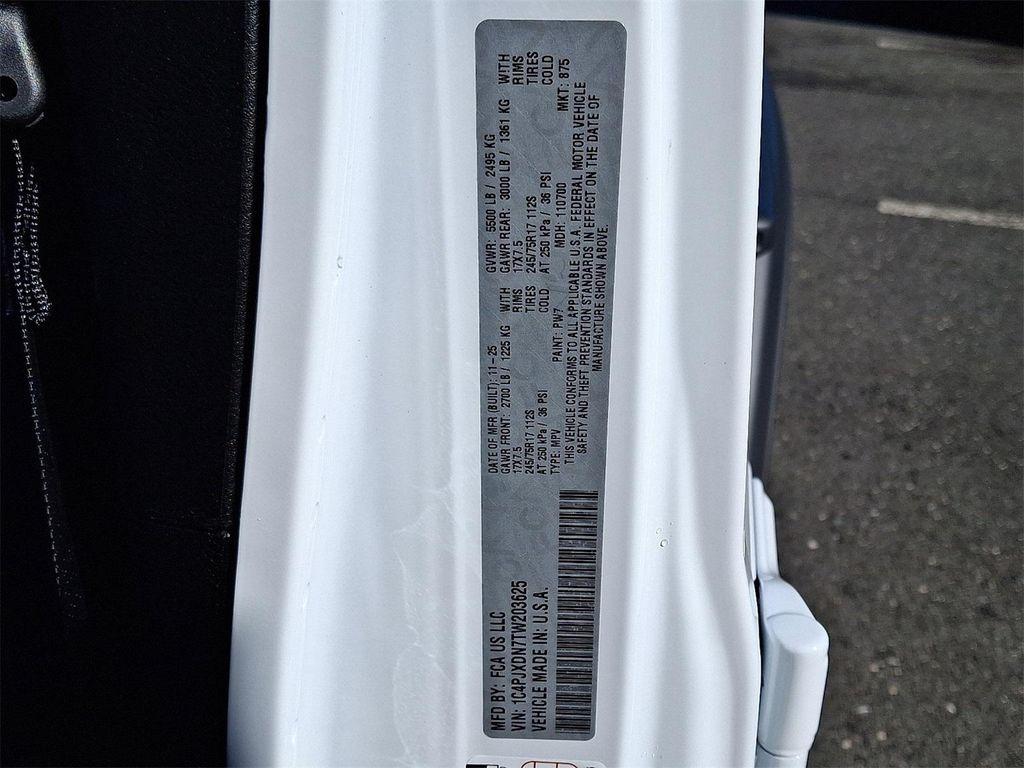 MFD BY: FCA US LLC
VIN: 1C4PJXDN7TW203625
VEHICLE MADE IN: U.S.A.
DATE OF MFR (BUILT): 11-25 GVWR: 5500 LB / 2495 KG
GAWR FRONT: 2700 LB / 1225 KG WITH GAWR REAR: 3000 LB / 1361 KG WITH
17X7.5 RIMS 17X7.5 RIMS
245/75R17 112S TIRES 245/75R17 112S TIRES
AT 250 kPa / 36 PSI COLD AT 250 kPa / 36 PSI COLD
TYPE: MPV PAINT: PW7 MDH: 110700 MKT: 875
THIS VEHICLE CONFORMS TO ALL APPLICABLE U.S.A. FEDERAL MOTOR VEHICLE
SAFETY AND THEFT PREVENTION STANDARDS IN EFFECT ON THE DATE OF
MANUFACTURE SHOWN ABOVE.